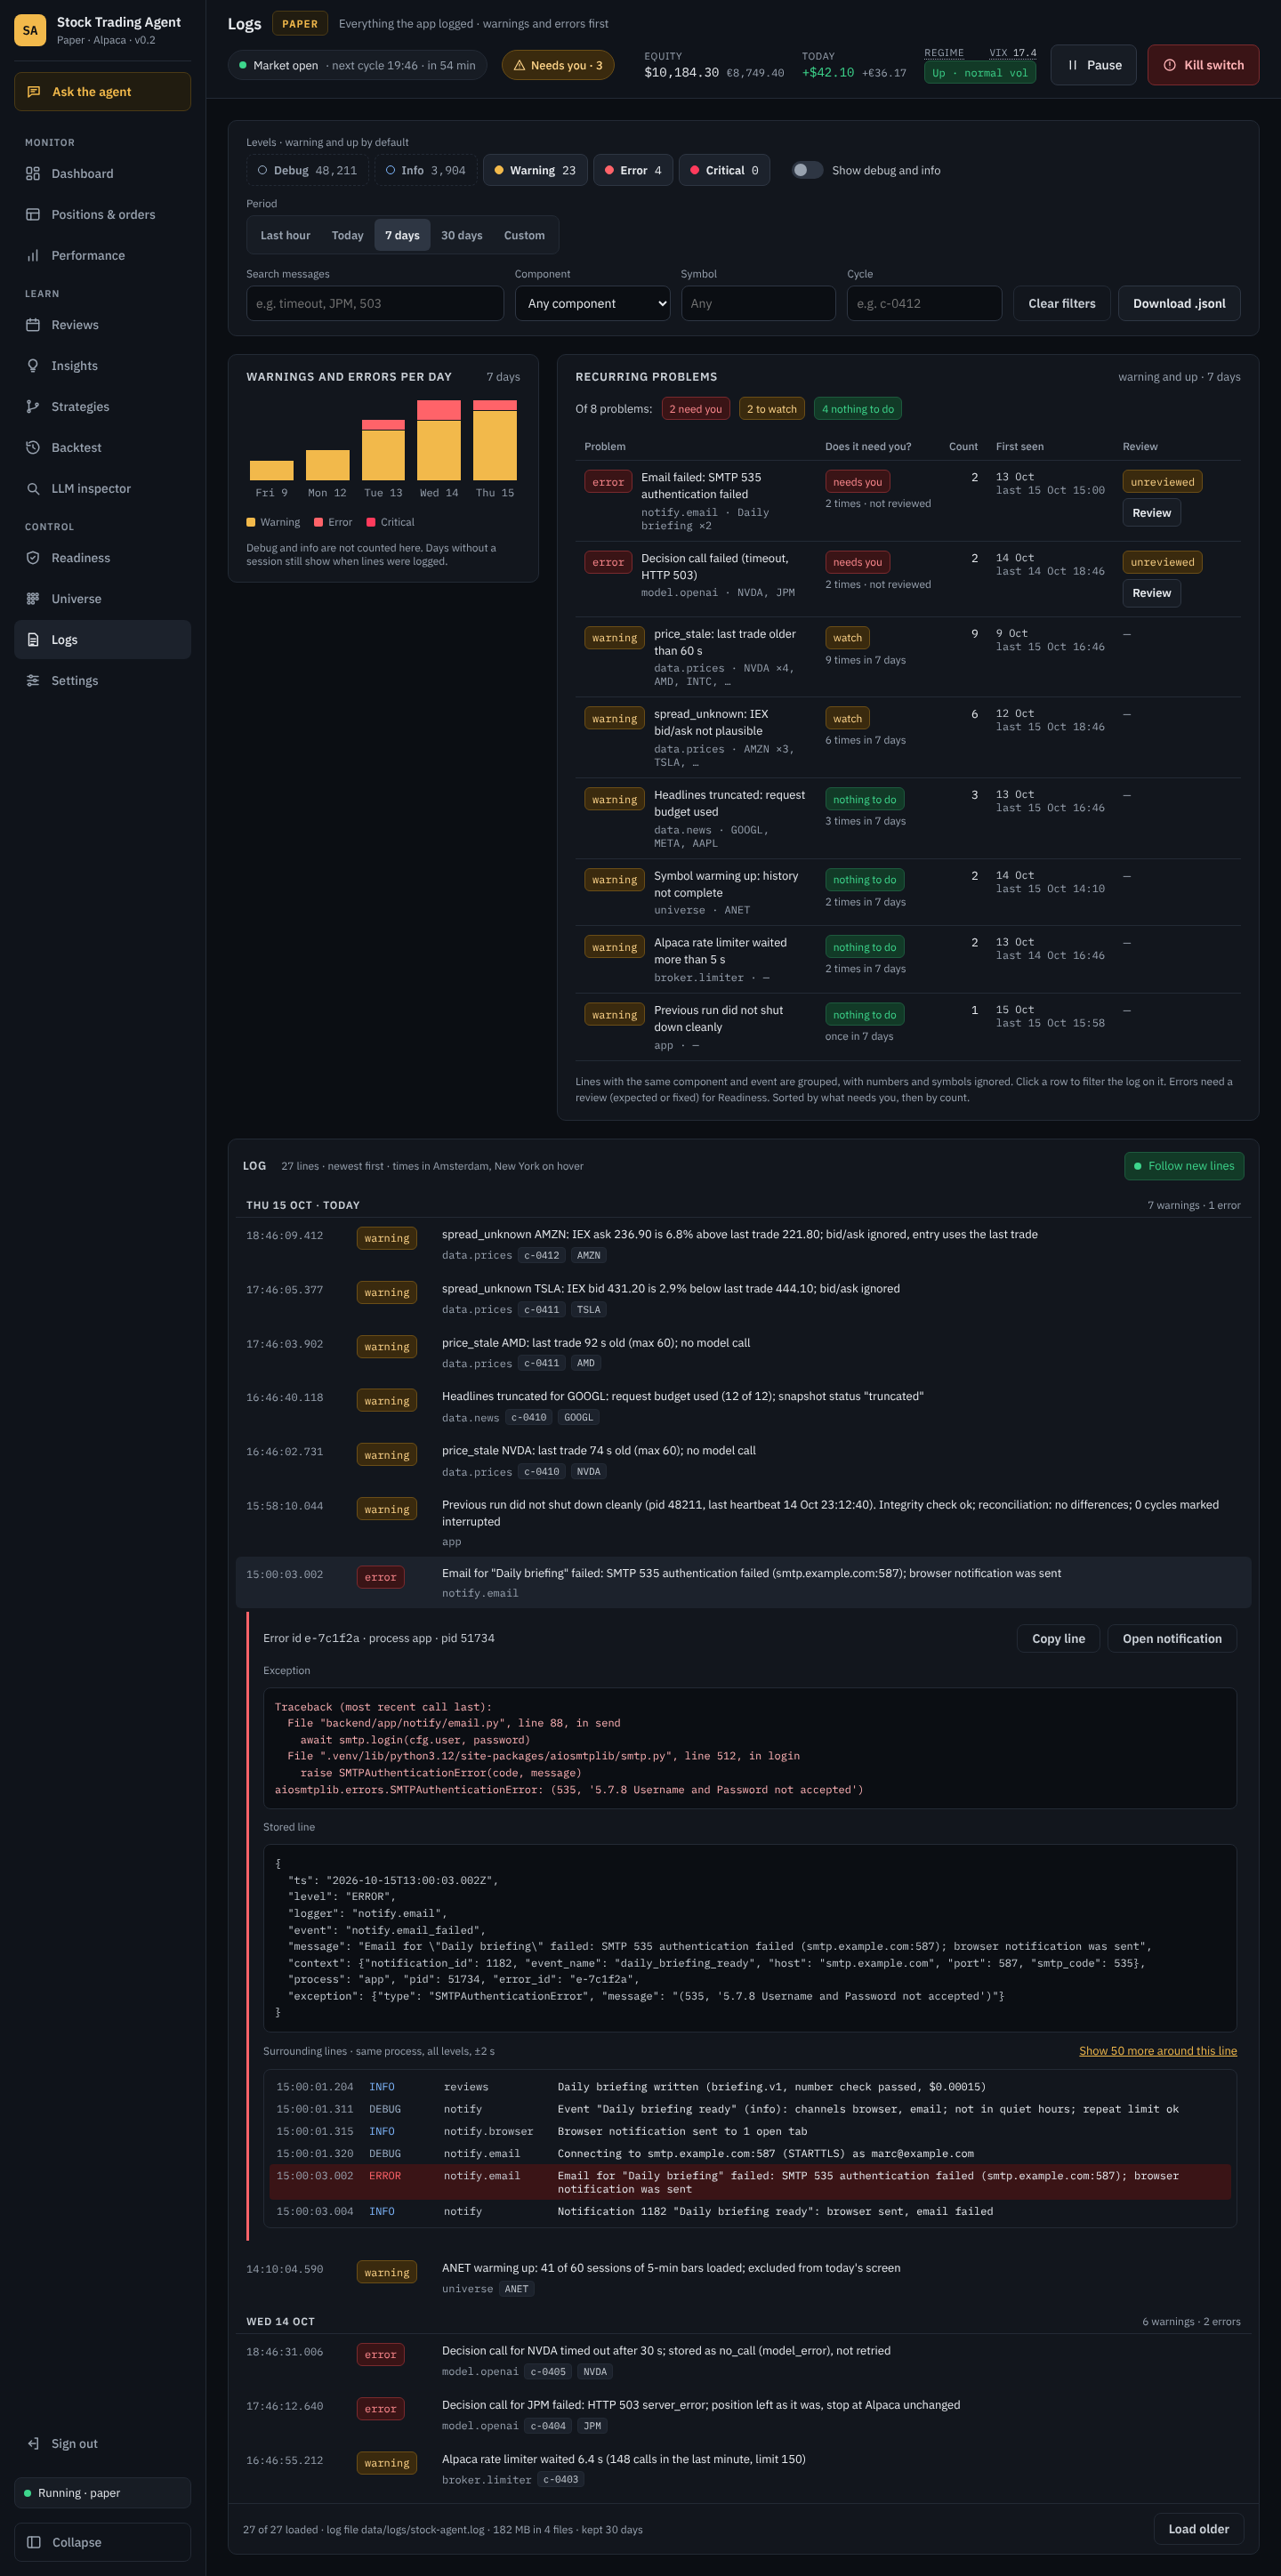 SA
Stock Trading Agent
Paper · Alpaca · v0.2
Ask the agent
MONITOR
Dashboard
Positions & orders
Performance
LEARN
Reviews
Insights
Strategies
Backtest
LLM inspector
CONTROL
Readiness
Universe
Logs
Settings
Sign out
Running · paper
Collapse
Logs PAPER Everything the app logged · warnings and errors first
Market open · next cycle 19:46 · in 54 min
Needs you · 3
EQUITY
$10,184.30 €8,749.40
TODAY
+$42.10 +€36.17
REGIME VIX 17.4
Up · normal vol
Pause
Kill switch
Levels · warning and up by default
Debug 48,211 Info 3,904 Warning 23 Error 4 Critical 0 Show debug and info
Period
Last hour Today 7 days 30 days Custom
Search messages Component Symbol Cycle
e.g. timeout, JPM, 503 Any component Any e.g. c-0412 Clear filters Download .jsonl
WARNINGS AND ERRORS PER DAY 7 days
Fri 9 Mon 12 Tue 13 Wed 14 Thu 15
Warning Error Critical
Debug and info are not counted here. Days without a
session still show when lines were logged.
RECURRING PROBLEMS warning and up · 7 days
Of 8 problems: 2 need you 2 to watch 4 nothing to do
Problem Does it need you? Count First seen Review
error Email failed: SMTP 535
authentication failed
notify.email · Daily
briefing ×2
needs you
2 times · not reviewed
2
13 Oct
last 15 Oct 15:00
unreviewed
Review
error Decision call failed (timeout,
HTTP 503)
model.openai · NVDA, JPM
needs you
2 times · not reviewed
2
14 Oct
last 14 Oct 18:46
unreviewed
Review
warning price_stale: last trade older
than 60 s
data.prices · NVDA ×4,
AMD, INTC, …
watch
9 times in 7 days
9
9 Oct
last 15 Oct 16:46
—
warning spread_unknown: IEX
bid/ask not plausible
data.prices · AMZN ×3,
TSLA, …
watch
6 times in 7 days
6
12 Oct
last 15 Oct 18:46
—
warning Headlines truncated: request
budget used
data.news · GOOGL,
META, AAPL
nothing to do
3 times in 7 days
3
13 Oct
last 15 Oct 16:46
—
warning Symbol warming up: history
not complete
universe · ANET
nothing to do
2 times in 7 days
2
14 Oct
last 15 Oct 14:10
—
warning Alpaca rate limiter waited
more than 5 s
broker.limiter · —
nothing to do
2 times in 7 days
2
13 Oct
last 14 Oct 16:46
—
warning Previous run did not shut
down cleanly
app · —
nothing to do
once in 7 days
1
15 Oct
last 15 Oct 15:58
—
Lines with the same component and event are grouped, with numbers and symbols ignored. Click a row to filter the log on it. Errors need a
review (expected or fixed) for Readiness. Sorted by what needs you, then by count.
LOG 27 lines · newest first · times in Amsterdam, New York on hover Follow new lines
THU 15 OCT · TODAY 7 warnings · 1 error
18:46:09.412 warning spread_unknown AMZN: IEX ask 236.90 is 6.8% above last trade 221.80; bid/ask ignored, entry uses the last trade
data.prices c-0412 AMZN
17:46:05.377 warning spread_unknown TSLA: IEX bid 431.20 is 2.9% below last trade 444.10; bid/ask ignored
data.prices c-0411 TSLA
17:46:03.902 warning price_stale AMD: last trade 92 s old (max 60); no model call
data.prices c-0411 AMD
16:46:40.118 warning Headlines truncated for GOOGL: request budget used (12 of 12); snapshot status "truncated"
data.news c-0410 GOOGL
16:46:02.731 warning price_stale NVDA: last trade 74 s old (max 60); no model call
data.prices c-0410 NVDA
15:58:10.044 warning Previous run did not shut down cleanly (pid 48211, last heartbeat 14 Oct 23:12:40). Integrity check ok; reconciliation: no differences; 0 cycles marked
interrupted
app
15:00:03.002 error Email for "Daily briefing" failed: SMTP 535 authentication failed (smtp.example.com:587); browser notification was sent
notify.email
Error id e-7c1f2a · process app · pid 51734 Copy line Open notification
Exception
Traceback (most recent call last):
File "backend/app/notify/email.py", line 88, in send
await smtp.login(cfg.user, password)
File ".venv/lib/python3.12/site-packages/aiosmtplib/smtp.py", line 512, in login
raise SMTPAuthenticationError(code, message)
aiosmtplib.errors.SMTPAuthenticationError: (535, '5.7.8 Username and Password not accepted')
Stored line
{
"ts": "2026-10-15T13:00:03.002Z",
"level": "ERROR",
"logger": "notify.email",
"event": "notify.email_failed",
"message": "Email for \"Daily briefing\" failed: SMTP 535 authentication failed (smtp.example.com:587); browser notification was sent",
"context": {"notification_id": 1182, "event_name": "daily_briefing_ready", "host": "smtp.example.com", "port": 587, "smtp_code": 535},
"process": "app", "pid": 51734, "error_id": "e-7c1f2a",
"exception": {"type": "SMTPAuthenticationError", "message": "(535, '5.7.8 Username and Password not accepted')"}
}
Surrounding lines · same process, all levels, ±2 s Show 50 more around this line
15:00:01.204 INFO reviews Daily briefing written (briefing.v1, number check passed, $0.00015)
15:00:01.311 DEBUG notify Event "Daily briefing ready" (info): channels browser, email; not in quiet hours; repeat limit ok
15:00:01.315 INFO notify.browser Browser notification sent to 1 open tab
15:00:01.320 DEBUG notify.email Connecting to smtp.example.com:587 (STARTTLS) as marc@example.com
15:00:03.002 ERROR notify.email Email for "Daily briefing" failed: SMTP 535 authentication failed (smtp.example.com:587); browser
notification was sent
15:00:03.004 INFO notify Notification 1182 "Daily briefing ready": browser sent, email failed
14:10:04.590 warning ANET warming up: 41 of 60 sessions of 5-min bars loaded; excluded from today's screen
universe ANET
WED 14 OCT 6 warnings · 2 errors
18:46:31.006 error Decision call for NVDA timed out after 30 s; stored as no_call (model_error), not retried
model.openai c-0405 NVDA
17:46:12.640 error Decision call for JPM failed: HTTP 503 server_error; position left as it was, stop at Alpaca unchanged
model.openai c-0404 JPM
16:46:55.212 warning Alpaca rate limiter waited 6.4 s (148 calls in the last minute, limit 150)
broker.limiter c-0403
27 of 27 loaded · log file data/logs/stock-agent.log · 182 MB in 4 files · kept 30 days Load older